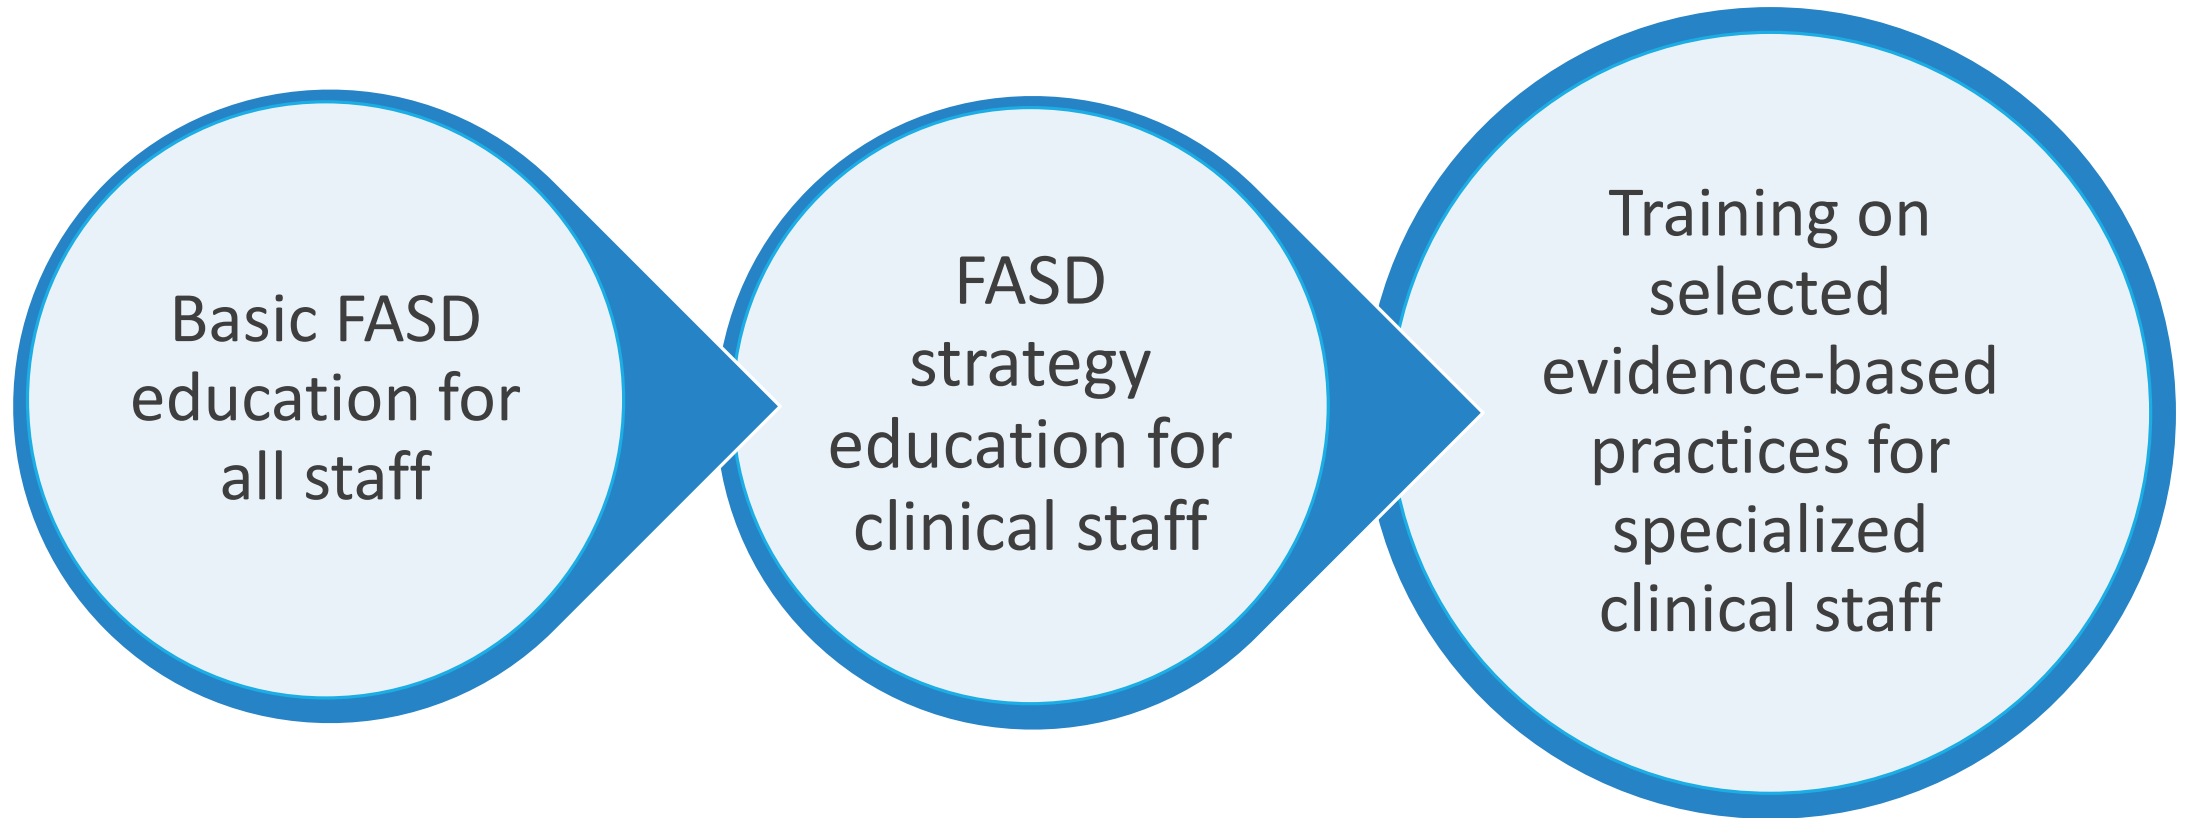 Basic FASD
education for
all staff
FASD
strategy
education for
clinical staff
Training on
selected
evidence-based
practices for
specialized
clinical staff